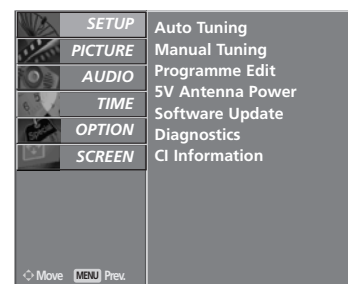 SETUP
PICTURE
AUDIO
TIME
OPTION
SCREEN
Auto Tuning
Manual Tuning
Programme Edit
5V Antenna Power
Software Update
Diagnostics
CI Information
Move MENU Prev.